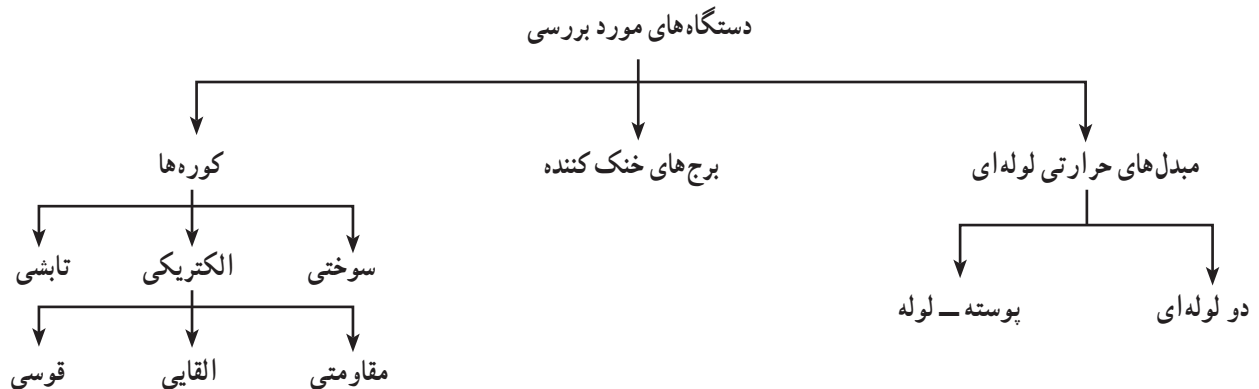 دستگاه‌های مورد بررسی
مبدل‌های حرارتی لوله‌ای
برج‌های خنک کننده
کوره‌ها
دو لوله‌ای
پوسته ـ لوله
سوختی
الکتریکی
تابشی
مقاومتی
القایی
قوسی